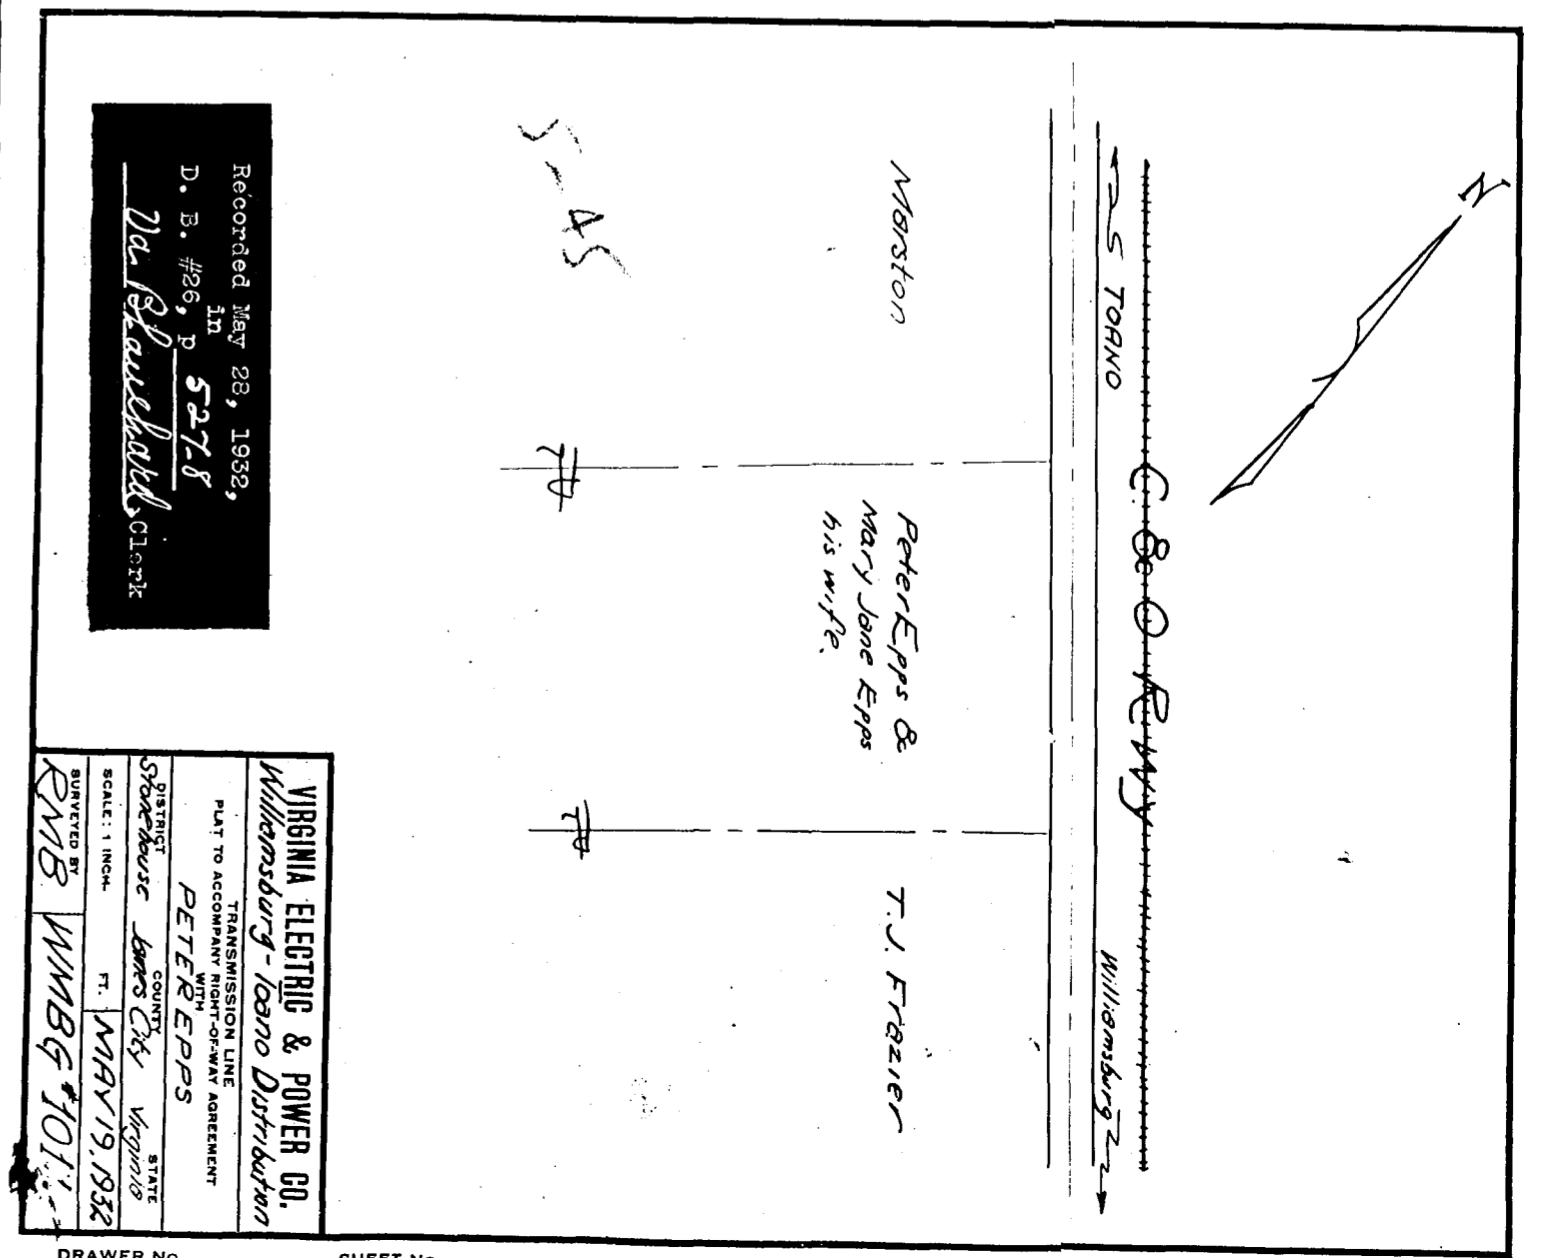 N
C. & O. RWY
5 TOANO
Williamsburg
Marston
Peter Epps &
Mary Jane Epps
his wife.
T.J. Frazier
5-45
Recorded May 28, 1932,
in
D. B. #26, p 527-8
Clerk
VIRGINIA ELECTRIC & POWER CO.
Williamsburg-Toano Distribution
TRANSMISSION LINE
PLAT TO ACCOMPANY RIGHT-OF-WAY AGREEMENT
WITH
PETER EPPS
DISTRICT COUNTY STATE
Stonehouse James City Virginia
SCALE: 1 INCH- FT. MAY 19, 1932
SURVEYED BY
RMB WMBG #101
DRAWER NO
SHEET NO